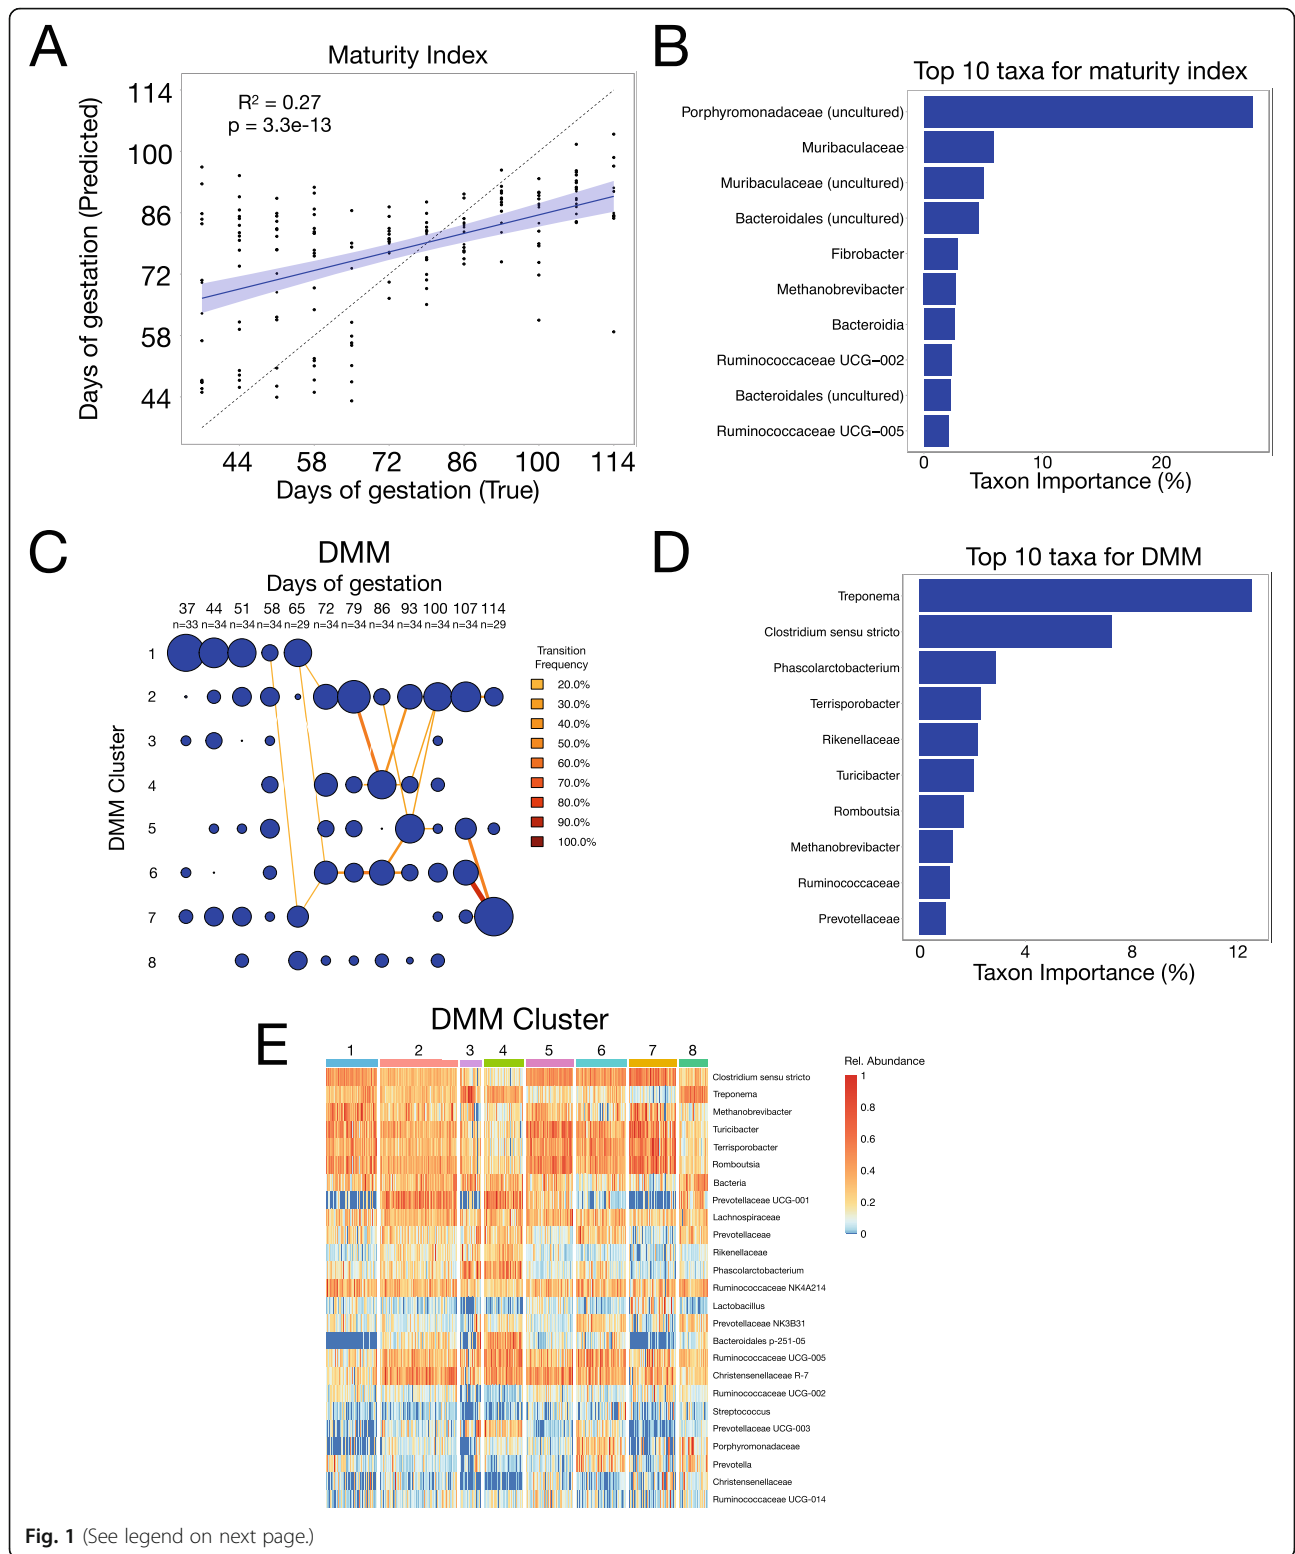 A
Maturity Index
R² = 0.27
p = 3.3e-13
Days of gestation (Predicted)
114
100
86
72
58
44
44 58 72 86 100 114
Days of gestation (True)
B
Top 10 taxa for maturity index
Porphyromonadaceae (uncultured)
Muribaculaceae
Muribaculaceae (uncultured)
Bacteroidales (uncultured)
Fibrobacter
Methanobrevibacter
Bacteroidia
Ruminococcaceae UCG−002
Bacteroidales (uncultured)
Ruminococcaceae UCG−005
0 10 20
Taxon Importance (%)
C
DMM
Days of gestation
37 44 51 58 65 72 79 86 93 100 107 114
n=33 n=34 n=34 n=34 n=29 n=34 n=34 n=34 n=34 n=34 n=34 n=29
DMM Cluster
1
2
3
4
5
6
7
8
Transition
Frequency
20.0%
30.0%
40.0%
50.0%
60.0%
70.0%
80.0%
90.0%
100.0%
D
Top 10 taxa for DMM
Treponema
Clostridium sensu stricto
Phascolarctobacterium
Terrisporobacter
Rikenellaceae
Turicibacter
Romboutsia
Methanobrevibacter
Ruminococcaceae
Prevotellaceae
0 4 8 12
Taxon Importance (%)
E
DMM Cluster
1 2 3 4 5 6 7 8
Clostridium sensu stricto
Treponema
Methanobrevibacter
Turicibacter
Terrisporobacter
Romboutsia
Bacteria
Prevotellaceae UCG-001
Lachnospiraceae
Prevotellaceae
Rikenellaceae
Phascolarctobacterium
Ruminococcaceae NK4A214
Lactobacillus
Prevotellaceae NK3B31
Bacteroidales p-251-05
Ruminococcaceae UCG-005
Christensenellaceae R-7
Ruminococcaceae UCG-002
Streptococcus
Prevotellaceae UCG-003
Porphyromonadaceae
Prevotella
Christensenellaceae
Ruminococcaceae UCG-014
Rel. Abundance
1
0.8
0.6
0.4
0.2
0
Fig. 1 (See legend on next page.)